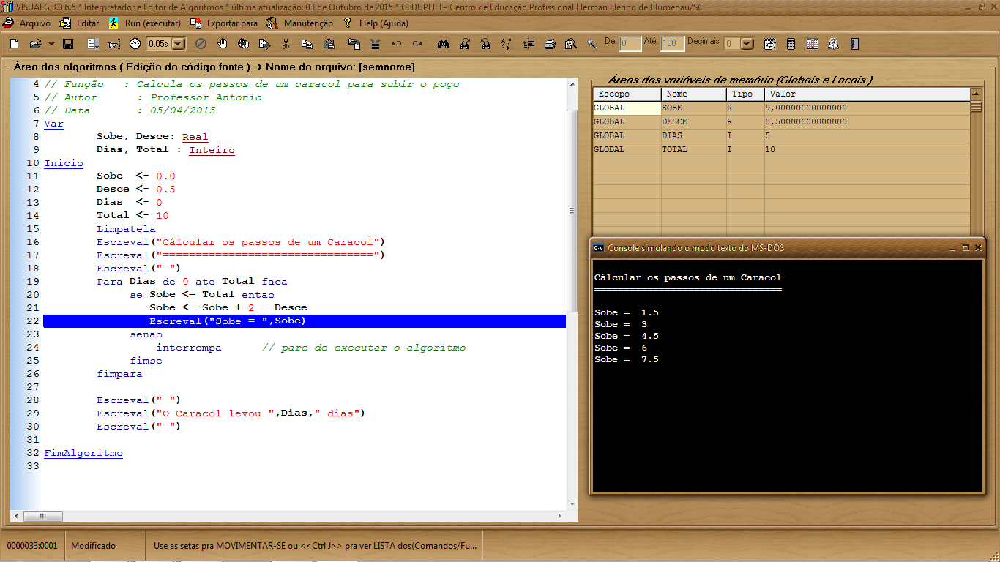 VISUALG 3.0.6.5 * Interpretador e Editor de Algoritmos * última atualização: 03 de Outubro de 2015 * CEDUPHH - Centro de Educação Profissional Herman Hering de Blumenau/SC
Arquivo Editar Run (executar) Exportar para Manutenção Help (Ajuda)
0,05s De: 0 Até: 100 Decimais: 0
Área dos algoritmos ( Edição do código fonte ) -> Nome do arquivo: [semnome]
4 // Função   : Calcula os passos de um caracol para subir o poço
5 // Autor      : Professor Antonio
6 // Data       : 05/04/2015
7 Var
8         Sobe, Desce: Real
9         Dias, Total : Inteiro
10 Inicio
11         Sobe  <- 0.0
12         Desce <- 0.5
13         Dias  <- 0
14         Total <- 10
15         Limpatela
16         Escreval("Cálcular os passos de um Caracol")
17         Escreval("================================")
18         Escreval(" ")
19         Para Dias de 0 ate Total faca
20              se Sobe <= Total entao
21                 Sobe <- Sobe + 2 - Desce
22                 Escreval("Sobe = ",Sobe)
23              senao
24                  interrompa      // pare de executar o algoritmo
25              fimse
26         fimpara
27
28         Escreval(" ")
29         Escreval("O Caracol levou ",Dias," dias")
30         Escreval(" ")
31
32 FimAlgoritmo
33
Áreas das variáveis de memória (Globais e Locais )
Escopo Nome Tipo Valor
GLOBAL SOBE R 9,00000000000000
GLOBAL DESCE R 0,50000000000000
GLOBAL DIAS I 5
GLOBAL TOTAL I 10
Console simulando o modo texto do MS-DOS
Cálcular os passos de um Caracol
================================
Sobe =  1.5
Sobe =  3
Sobe =  4.5
Sobe =  6
Sobe =  7.5
0000033:0001 Modificado Use as setas pra MOVIMENTAR-SE ou <<Ctrl J>> pra ver LISTA dos(Comandos/Fu...